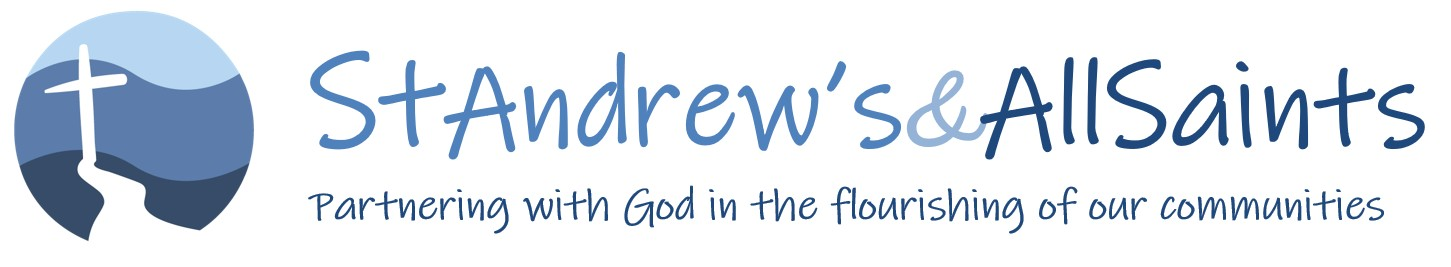 StAndrew's&AllSaints
Partnering with God in the flourishing of our communities